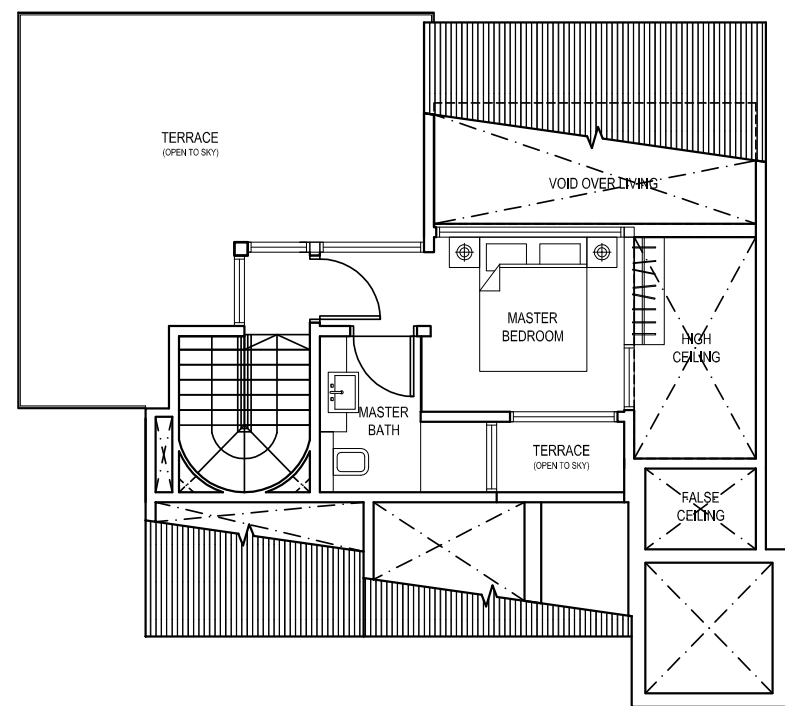 TERRACE
(OPEN TO SKY)
VOID OVER LIVING
MASTER
BEDROOM
HIGH
CEILING
MASTER
BATH
TERRACE
(OPEN TO SKY)
FALSE
CEILING